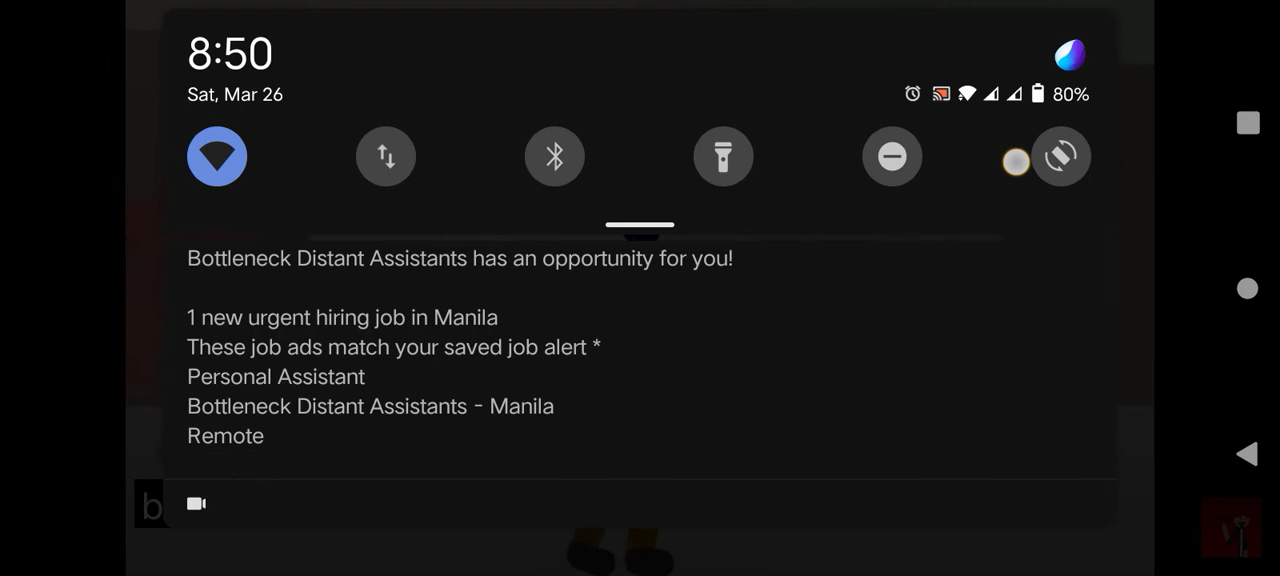 8:50
Sat, Mar 26
80%
Bottleneck Distant Assistants has an opportunity for you!
1 new urgent hiring job in Manila
These job ads match your saved job alert *
Personal Assistant
Bottleneck Distant Assistants - Manila
Remote
b